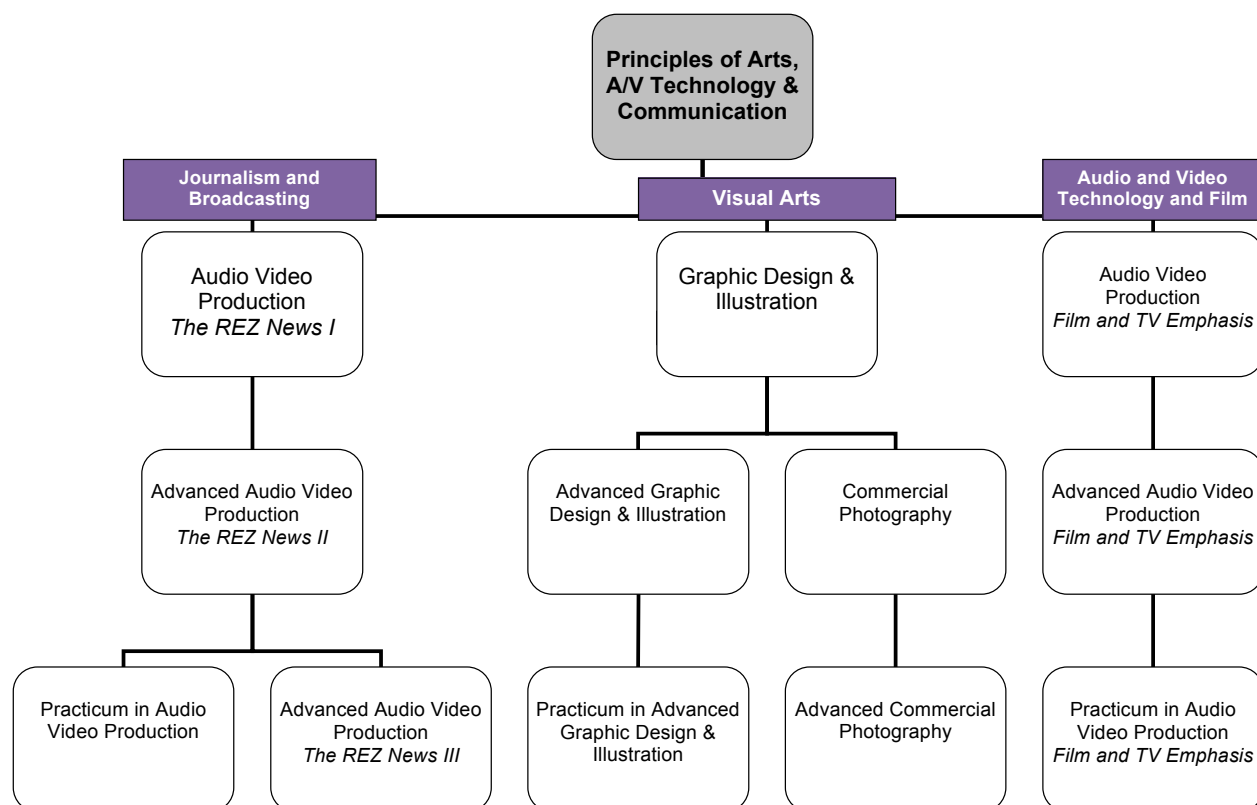 Principles of Arts,
A/V Technology &
Communication
Journalism and
Broadcasting
Visual Arts
Audio and Video
Technology and Film
Audio Video
Production
The REZ News I
Graphic Design &
Illustration
Audio Video
Production
Film and TV Emphasis
Advanced Audio Video
Production
The REZ News II
Advanced Graphic
Design & Illustration
Commercial
Photography
Advanced Audio Video
Production
Film and TV Emphasis
Practicum in Audio
Video Production
Advanced Audio Video
Production
The REZ News III
Practicum in Advanced
Graphic Design &
Illustration
Advanced Commercial
Photography
Practicum in Audio
Video Production
Film and TV Emphasis